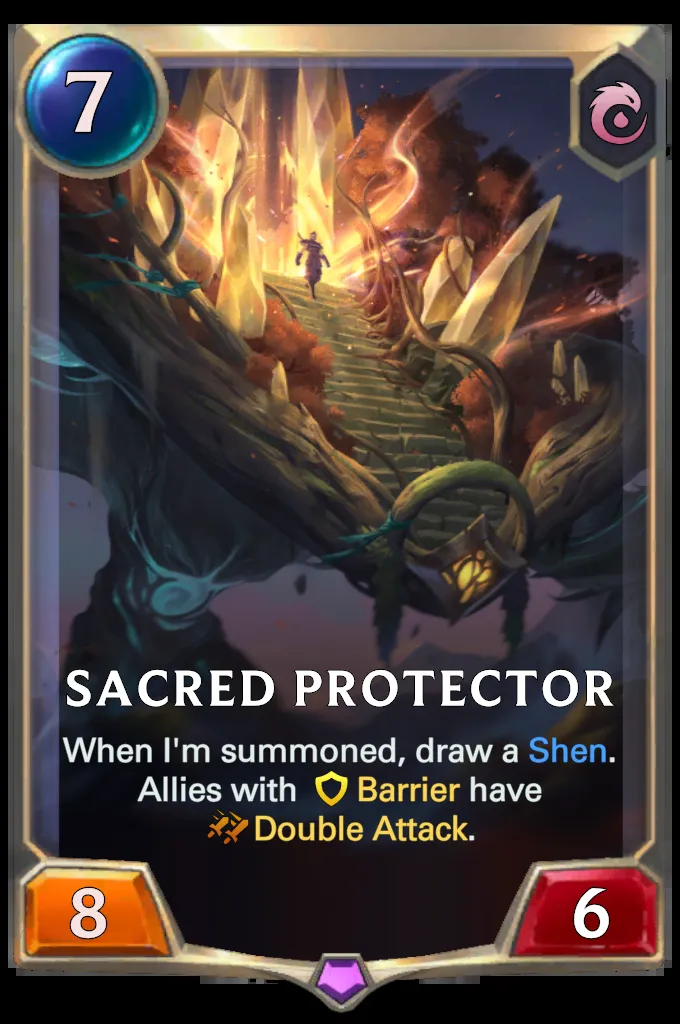 7
SACRED PROTECTOR
When I'm summoned, draw a Shen.
Allies with Barrier have
Double Attack.
8
6